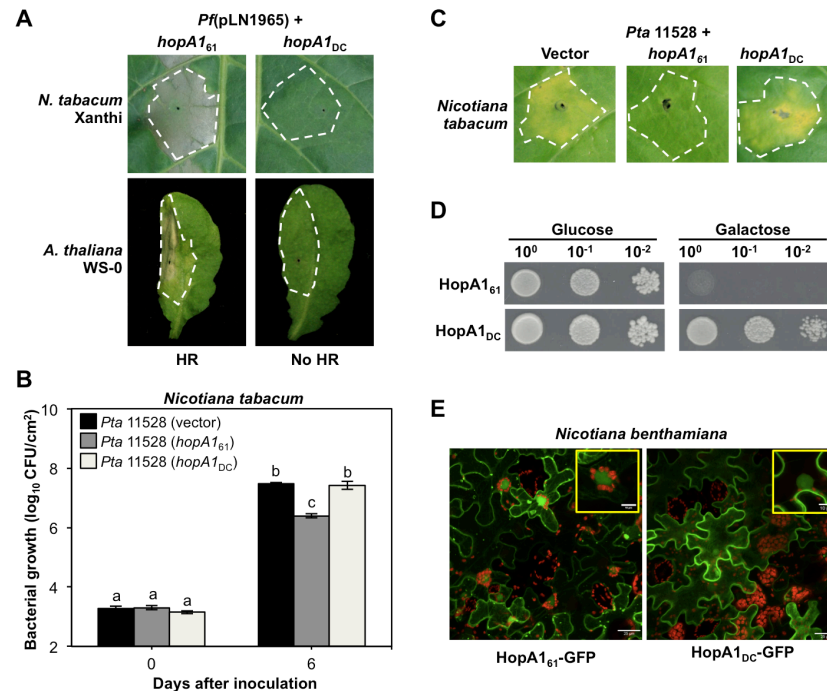 A
Pf(pLN1965) +
hopA1₆₁ hopA1DC
N. tabacum
Xanthi
A. thaliana
WS-0
HR No HR
B
Nicotiana tabacum
Bacterial growth (log₁₀ CFU/cm²)
10
8
6
4
2
Pta 11528 (vector)
Pta 11528 (hopA1₆₁)
Pta 11528 (hopA1DC)
a a a
b c b
0 6
Days after inoculation
C
Pta 11528 +
Vector hopA1₆₁ hopA1DC
Nicotiana
tabacum
D
Glucose Galactose
10⁰ 10⁻¹ 10⁻² 10⁰ 10⁻¹ 10⁻²
HopA1₆₁
HopA1DC
E
Nicotiana benthamiana
HopA1₆₁-GFP HopA1DC-GFP